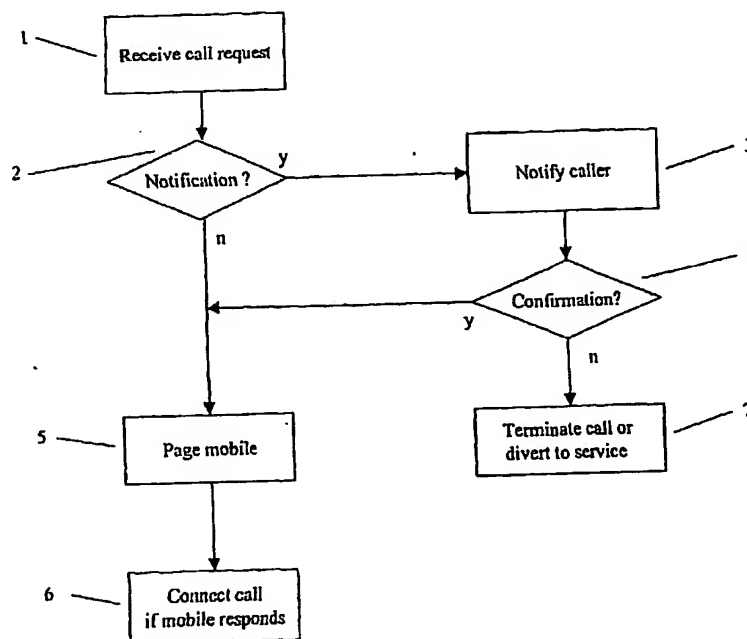 1
Receive call request
2
Notification ?
y
n
3
Notify caller
Confirmation?
y
n
5
Page mobile
Terminate call or
divert to service
6
Connect call
if mobile responds